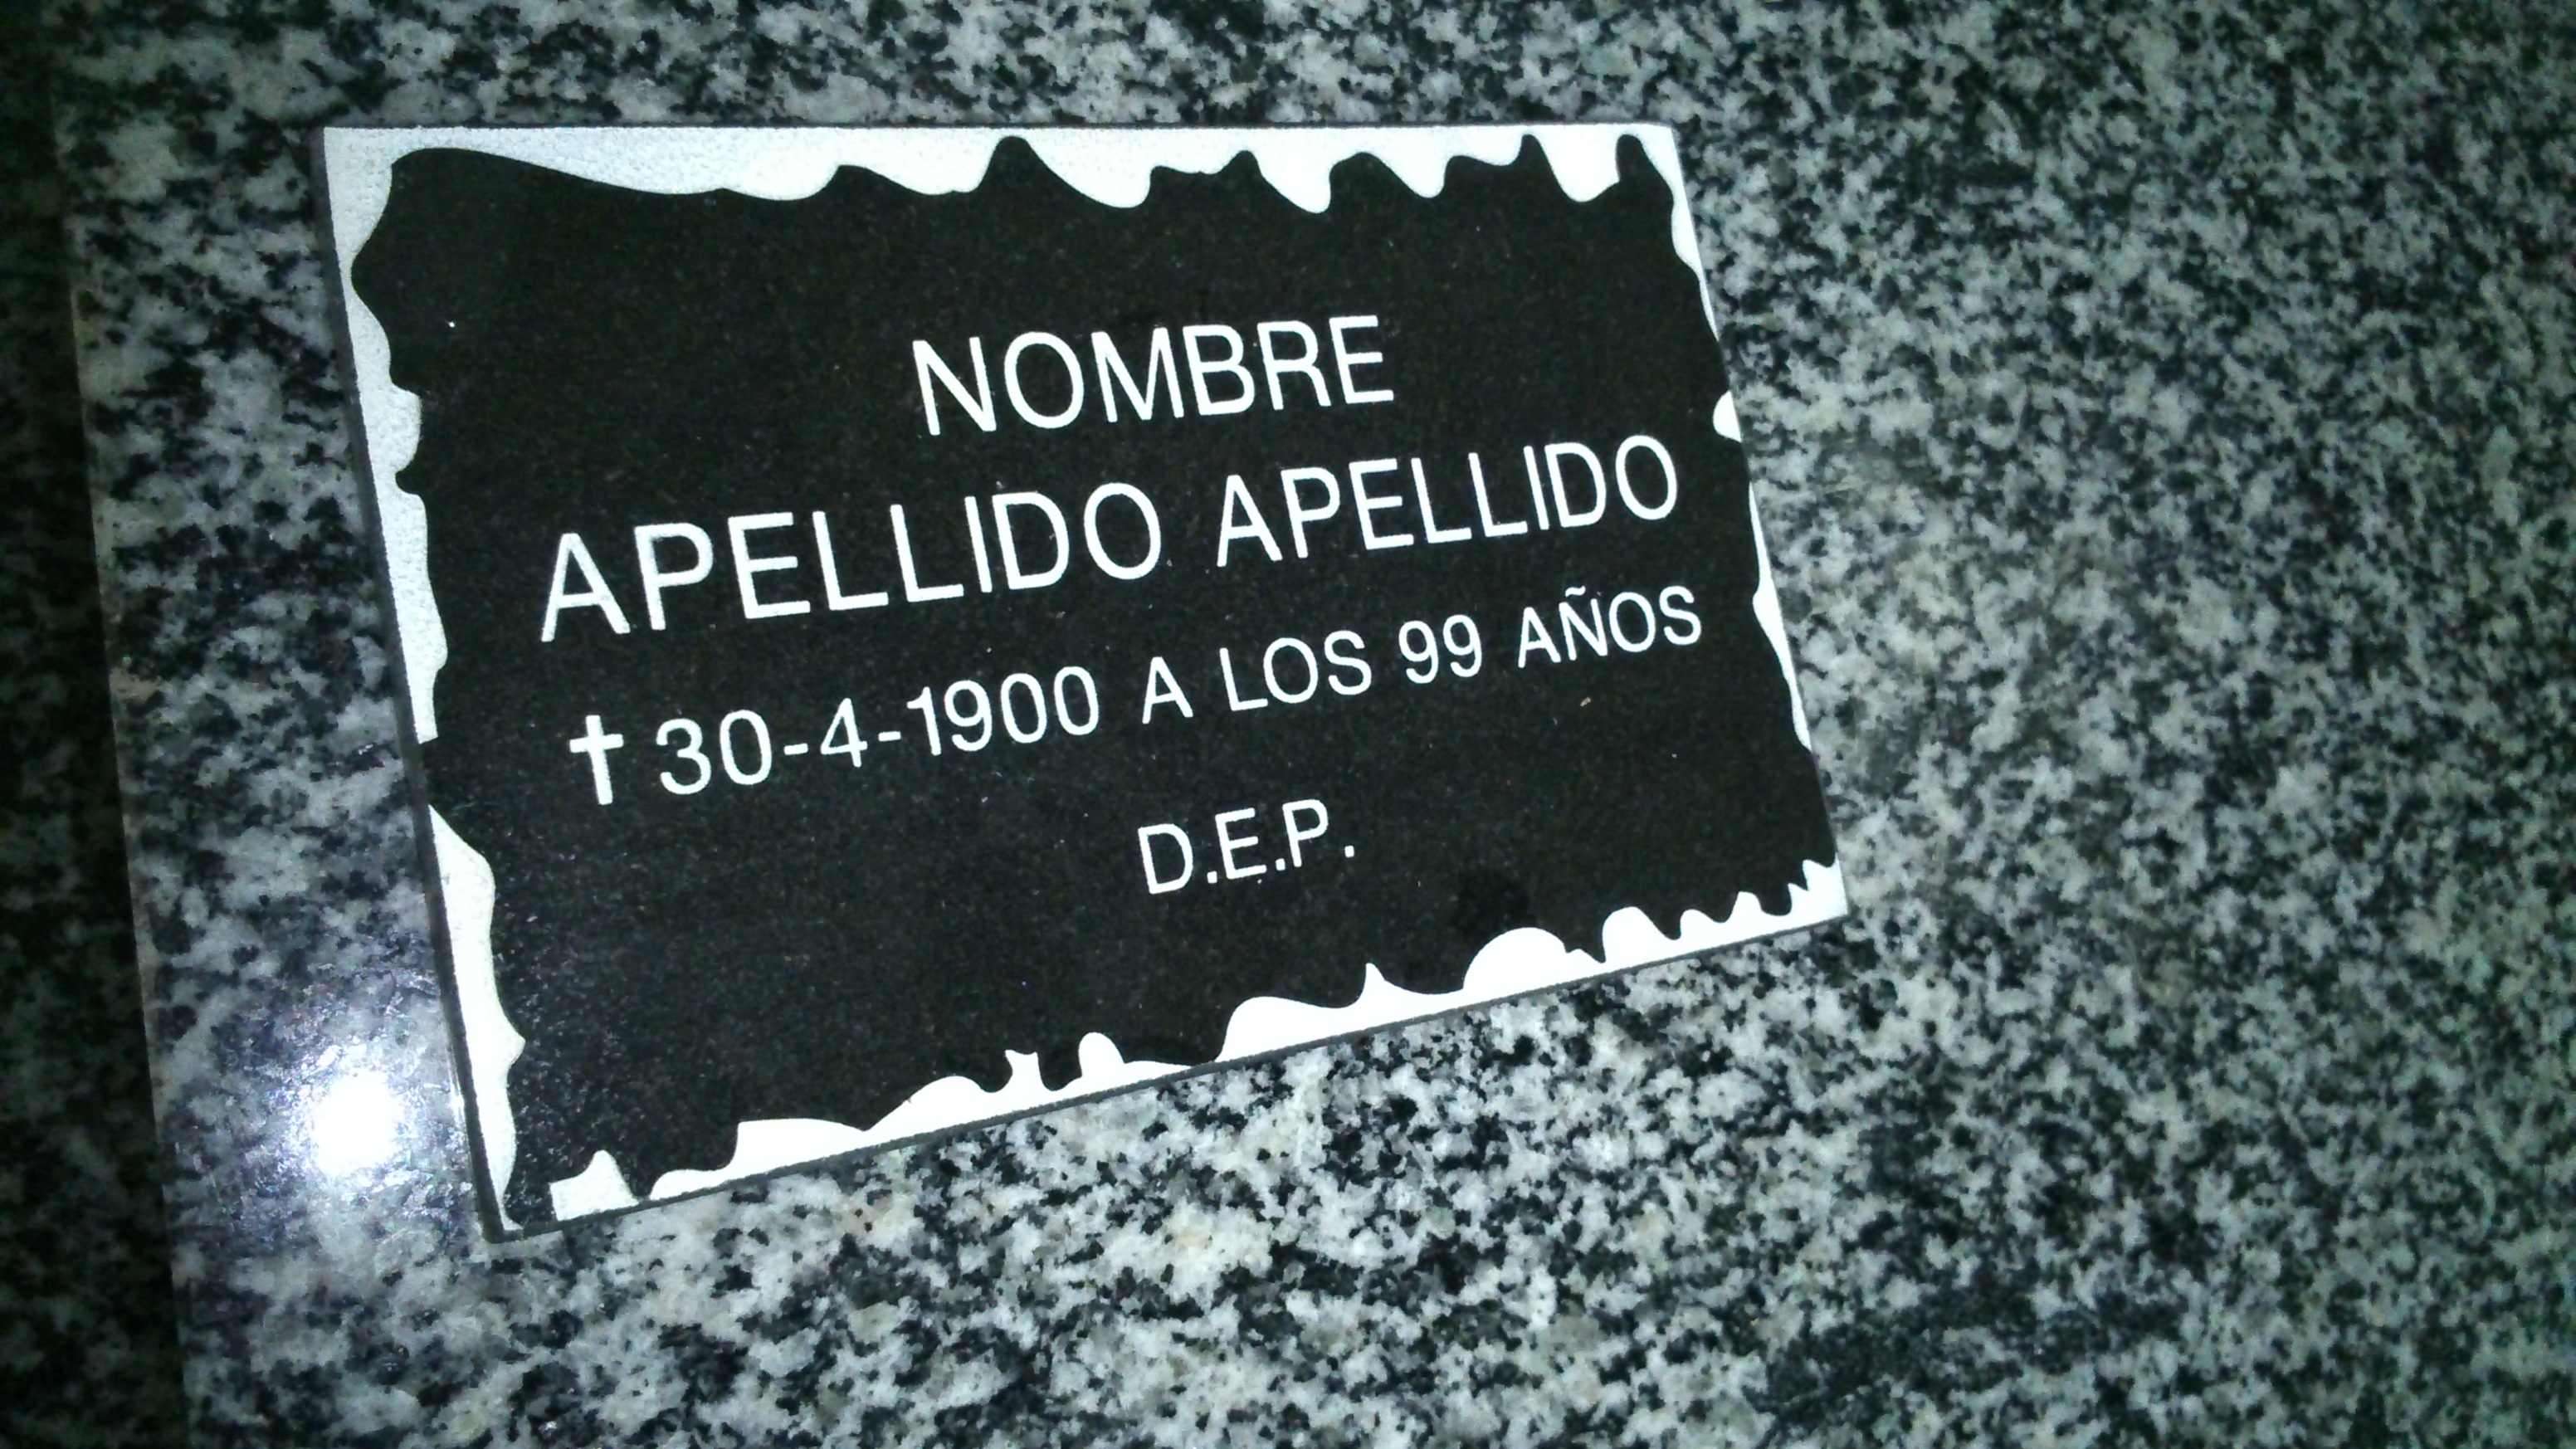 NOMBRE
APELLIDO APELLIDO
✝ 30-4-1900 A LOS 99 AÑOS
D.E.P.